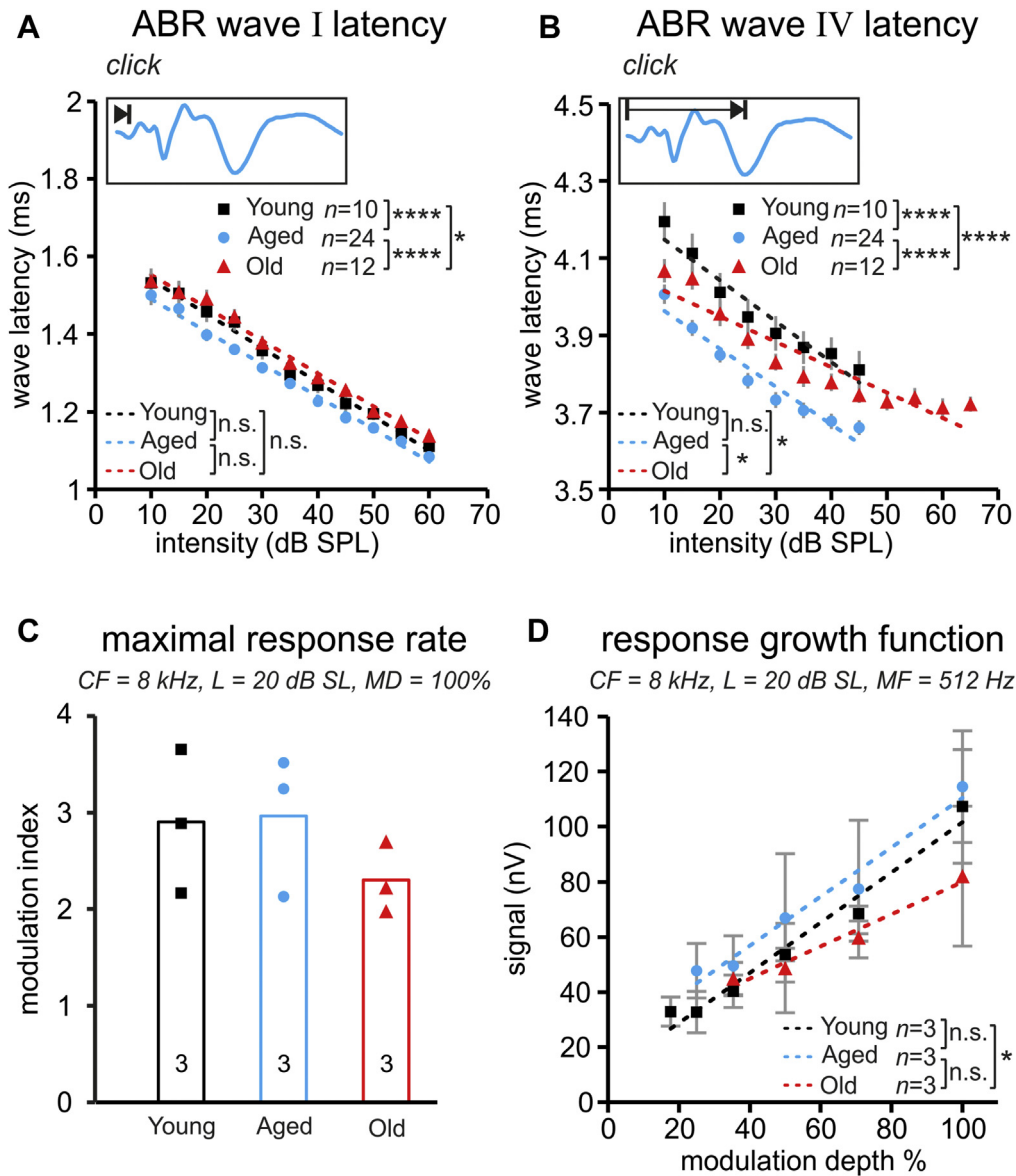 A ABR wave I latency
click
wave latency (ms)
2
1.8
1.6
1.4
1.2
1
Young n=10 ****
Aged n=24 ****
Old n=12
*
Young n.s.
Aged n.s.
Old
n.s.
0 10 20 30 40 50 60 70
intensity (dB SPL)
B ABR wave IV latency
click
wave latency (ms)
4.5
4.3
4.1
3.9
3.7
3.5
Young n=10 ****
Aged n=24 ****
Old n=12
****
Young n.s.
Aged *
Old
*
0 10 20 30 40 50 60 70
intensity (dB SPL)
C maximal response rate
CF = 8 kHz, L = 20 dB SL, MD = 100%
modulation index
4
3
2
1
0
3 3 3
Young Aged Old
D response growth function
CF = 8 kHz, L = 20 dB SL, MF = 512 Hz
signal (nV)
140
120
100
80
60
40
20
0
Young n=3 n.s.
Aged n=3 n.s.
Old n=3
*
0 20 40 60 80 100
modulation depth %